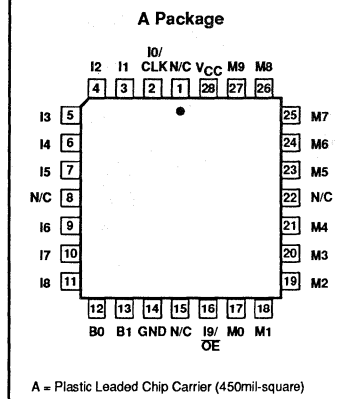 A Package
I0/
I2 I1 CLK N/C VCC M9 M8
4 3 2 1 28 27 26
I3 5 25 M7
I4 6 24 M6
I5 7 23 M5
N/C 8 22 N/C
I6 9 21 M4
I7 10 20 M3
I8 11 19 M2
12 13 14 15 16 17 18
B0 B1 GND N/C I9/ M0 M1
OE
A = Plastic Leaded Chip Carrier (450mil-square)